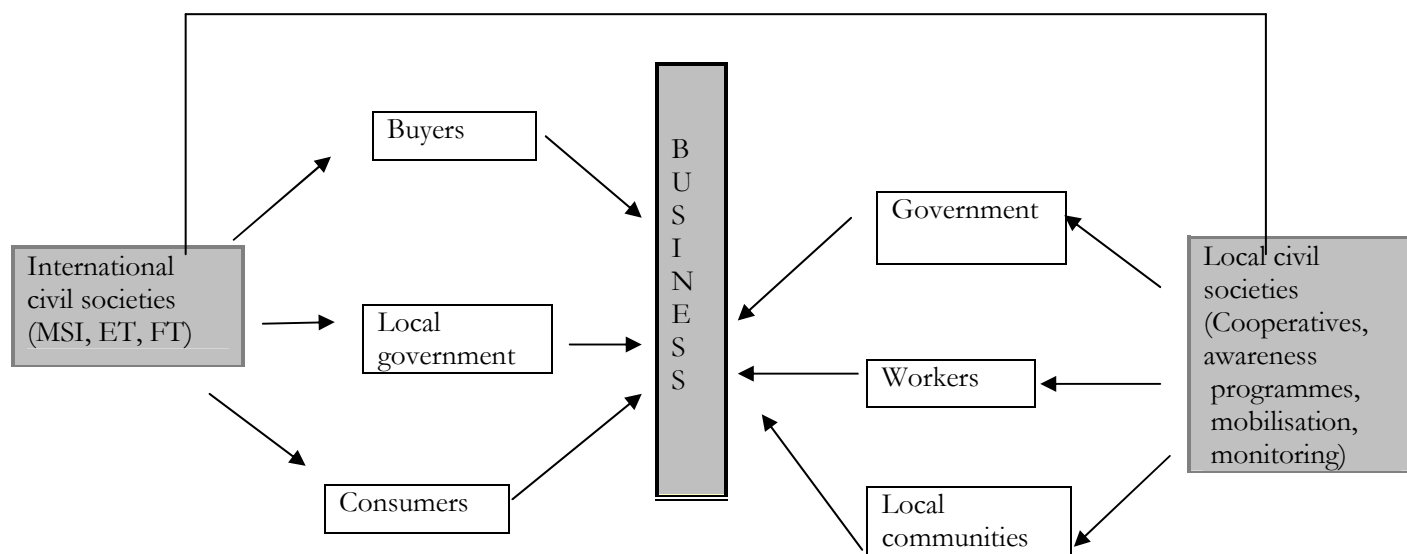 Buyers
B
U
S
I
N
E
S
S
Government
International
civil societies
(MSI, ET, FT)
Local civil
societies
(Cooperatives,
awareness
programmes,
mobilisation,
monitoring)
Local
government
Workers
Consumers
Local
communities